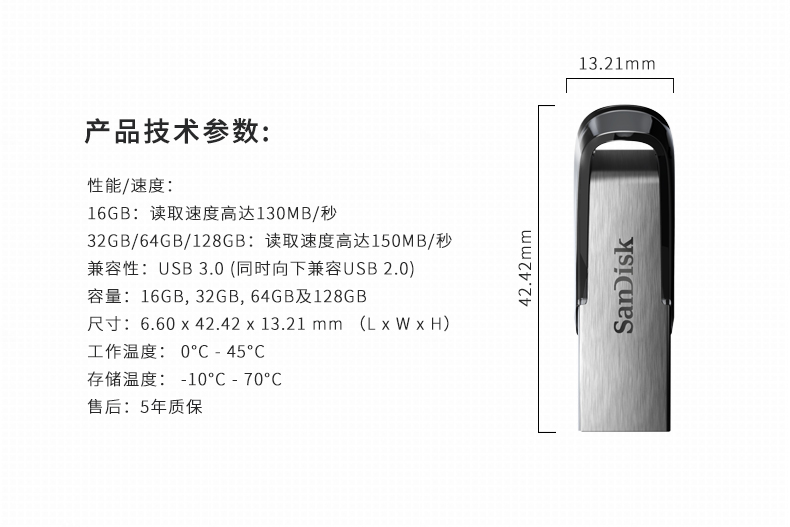 产品技术参数:
性能/速度：
16GB：读取速度高达130MB/秒
32GB/64GB/128GB：读取速度高达150MB/秒
兼容性：USB 3.0 (同时向下兼容USB 2.0)
容量：16GB, 32GB, 64GB及128GB
尺寸：6.60 x 42.42 x 13.21 mm （L x W x H）
工作温度： 0°C - 45°C
存储温度： -10°C - 70°C
售后：5年质保
13.21mm
42.42mm
SanDisk